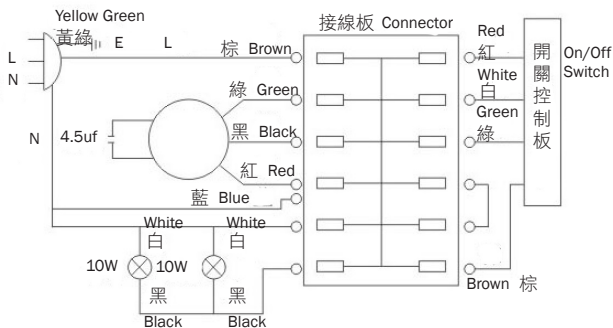 Yellow Green
黃綠
E
L
L
N
N
棕 Brown
綠 Green
黑 Black
紅 Red
藍 Blue
4.5uf
接線板 Connector
Red
紅
White
白
Green
綠
開關控制板
On/Off
Switch
White
白
White
白
10W
10W
黑
Black
黑
Black
Brown 棕